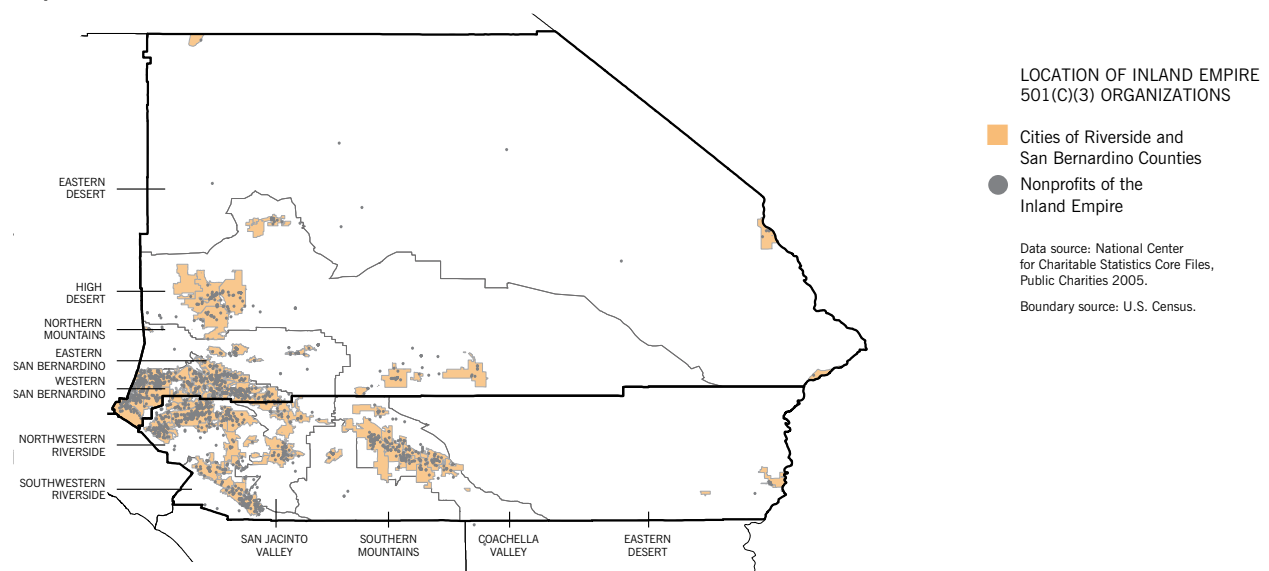 LOCATION OF INLAND EMPIRE
501(C)(3) ORGANIZATIONS
Cities of Riverside and
San Bernardino Counties
Nonprofits of the
Inland Empire
Data source: National Center
for Charitable Statistics Core Files,
Public Charities 2005.
Boundary source: U.S. Census.
EASTERN
DESERT
HIGH
DESERT
NORTHERN
MOUNTAINS
EASTERN
SAN BERNARDINO
WESTERN
SAN BERNARDINO
NORTHWESTERN
RIVERSIDE
SOUTHWESTERN
RIVERSIDE
SAN JACINTO
VALLEY
SOUTHERN
MOUNTAINS
COACHELLA
VALLEY
EASTERN
DESERT